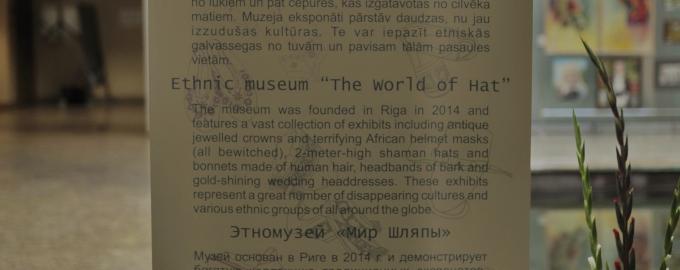 no lūkiem un pat cepures, kas izgatavotas no cilvēka
matiem. Muzeja eksponāti pārstāv daudzas, nu jau
izzudušas kultūras. Te var iepazīt etniskās
galvassegas no tuvām un pavisam tālām pasaules
vietām.
Ethnic museum “The World of Hat”
The museum was founded in Riga in 2014 and
features a vast collection of exhibits including antique
jewelled crowns and terrifying African helmet masks
(all bewitched), 2-meter-high shaman hats and
bonnets made of human hair, headbands of bark and
gold-shining wedding headdresses. These exhibits
represent a great number of disappearing cultures and
various ethnic groups of all around the globe.
Этномузей «Мир Шляпы»
Музей основан в Риге в 2014 г. и демонстрирует